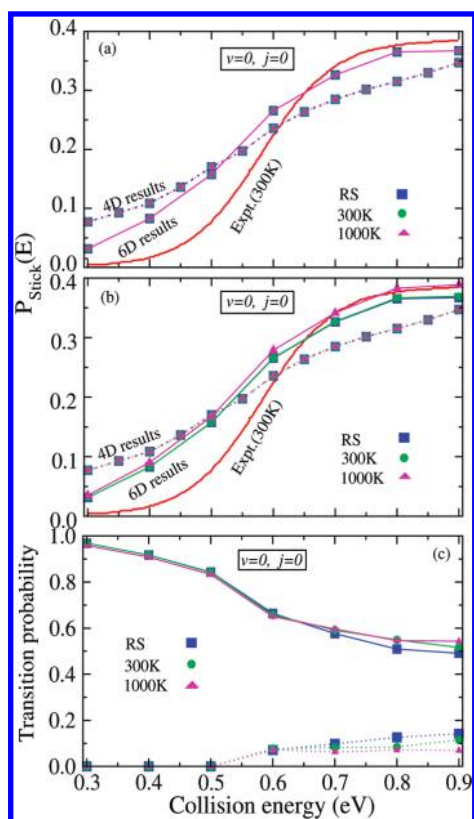 (a)
v=0, j=0
0.4
0.3
0.2
0.1
0.0
4D results
6D results
Expt.(300K)
RS
300K
1000K
P_Stick(E)
(b)
v=0, j=0
0.4
0.3
0.2
0.1
0.0
4D results
6D results
Expt.(300K)
RS
300K
1000K
(c)
v=0, j=0
1.0
0.8
0.6
0.4
0.2
0.0
RS
300K
1000K
Transition probability
0.3 0.4 0.5 0.6 0.7 0.8 0.9
Collision energy (eV)